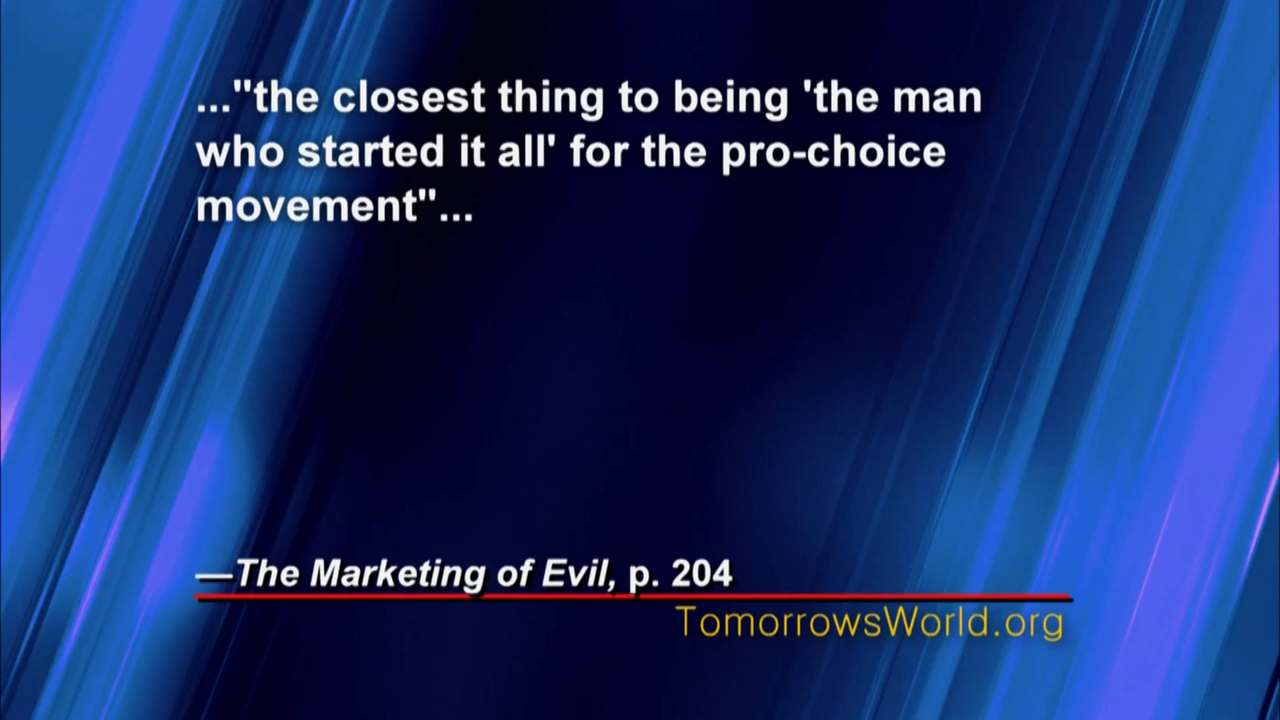 ..."the closest thing to being 'the man
who started it all' for the pro-choice
movement"...
—The Marketing of Evil, p. 204
TomorrowsWorld.org